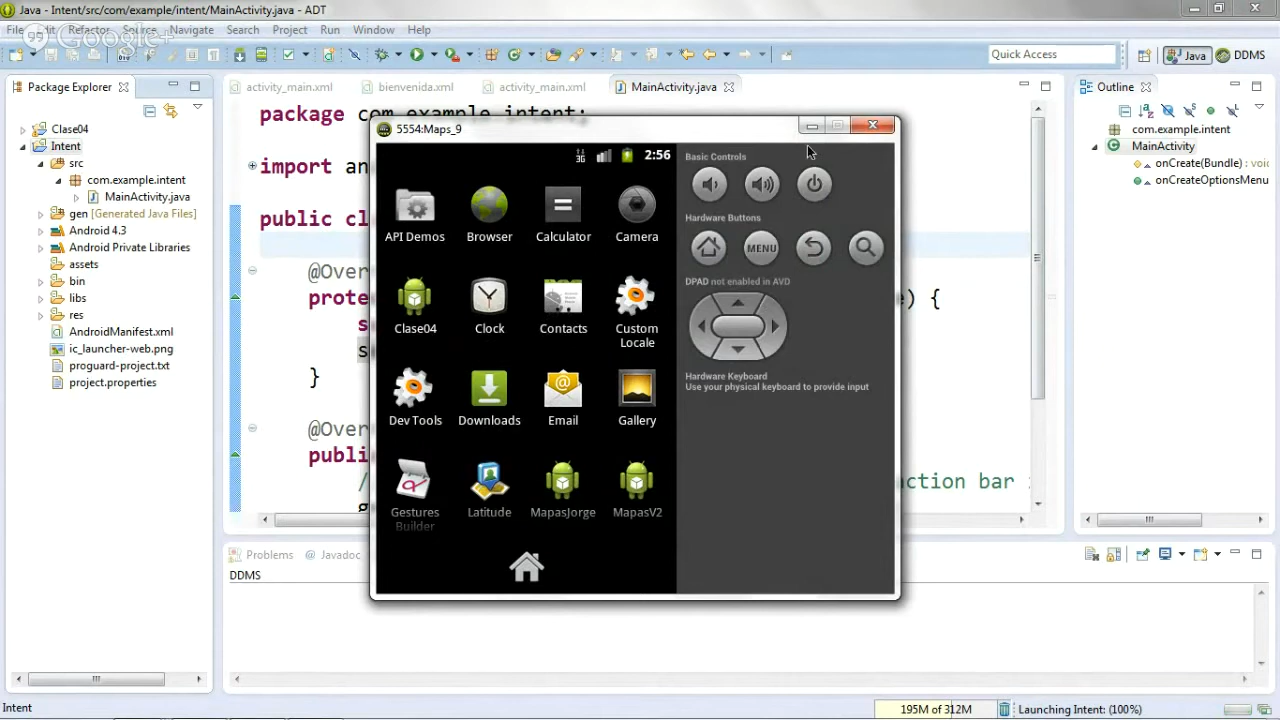 Java - Intent/src/com/example/intent/MainActivity.java - ADT
File Refactor Source Navigate Search Project Run Window Help
Google+
Quick Access
Java
DDMS
Package Explorer
activity_main.xml
bienvenida.xml
activity_main.xml
MainActivity.java
Outline
Clase04
Intent
src
com.example.intent
MainActivity.java
gen [Generated Java Files]
Android 4.3
Android Private Libraries
assets
bin
libs
res
AndroidManifest.xml
ic_launcher-web.png
proguard-project.txt
project.properties
package com.example.intent;
import an
public cl
@Over
prote
e) {
s
s
}
@Over
publi
/
ction bar
5554:Maps_9
3G
2:56
API Demos
Browser
Calculator
Camera
Clase04
Clock
Contacts
Custom Locale
Dev Tools
Downloads
Email
Gallery
Gestures Builder
Latitude
MapasJorge
MapasV2
Basic Controls
Hardware Buttons
MENU
DPAD not enabled in AVD
Hardware Keyboard
Use your physical keyboard to provide input
com.example.intent
MainActivity
onCreate(Bundle) : voi
onCreateOptionsMenu
Problems
@ Javadoc
DDMS
Intent
195M of 312M
Launching Intent: (100%)